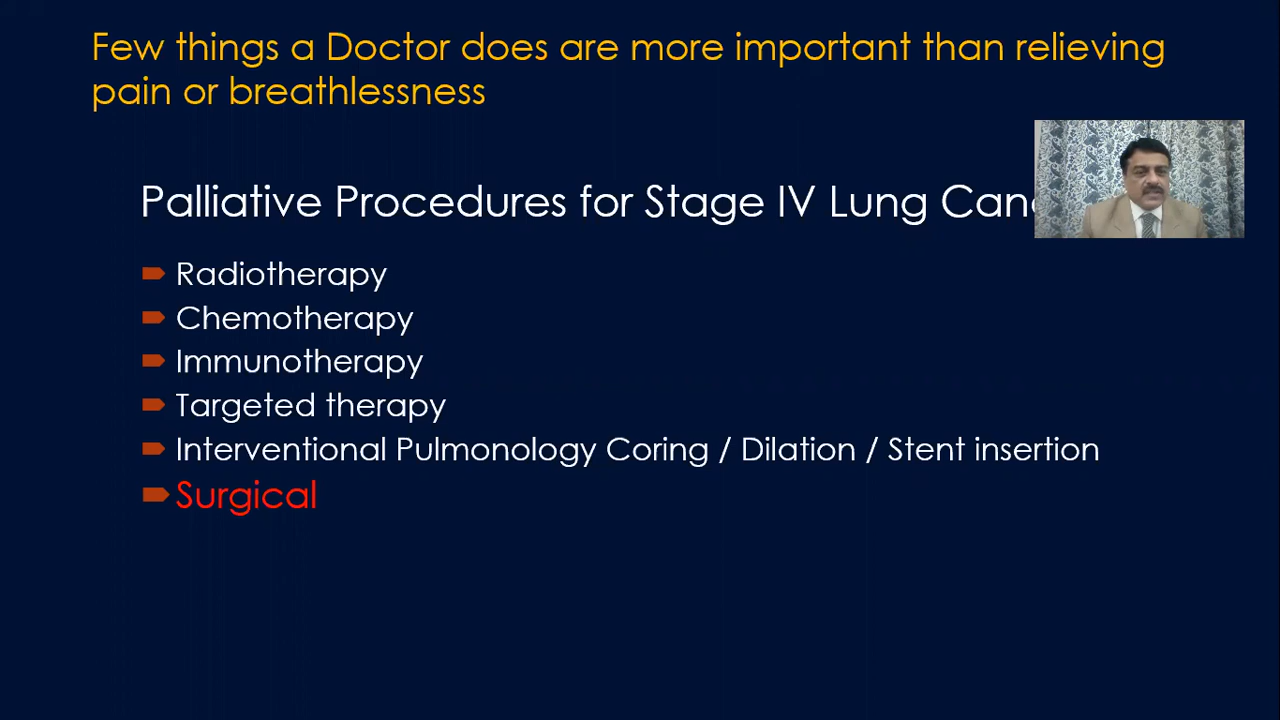 Few things a Doctor does are more important than relieving
pain or breathlessness
Palliative Procedures for Stage IV Lung
Radiotherapy
Chemotherapy
Immunotherapy
Targeted therapy
Interventional Pulmonology Coring / Dilation / Stent insertion
Surgical